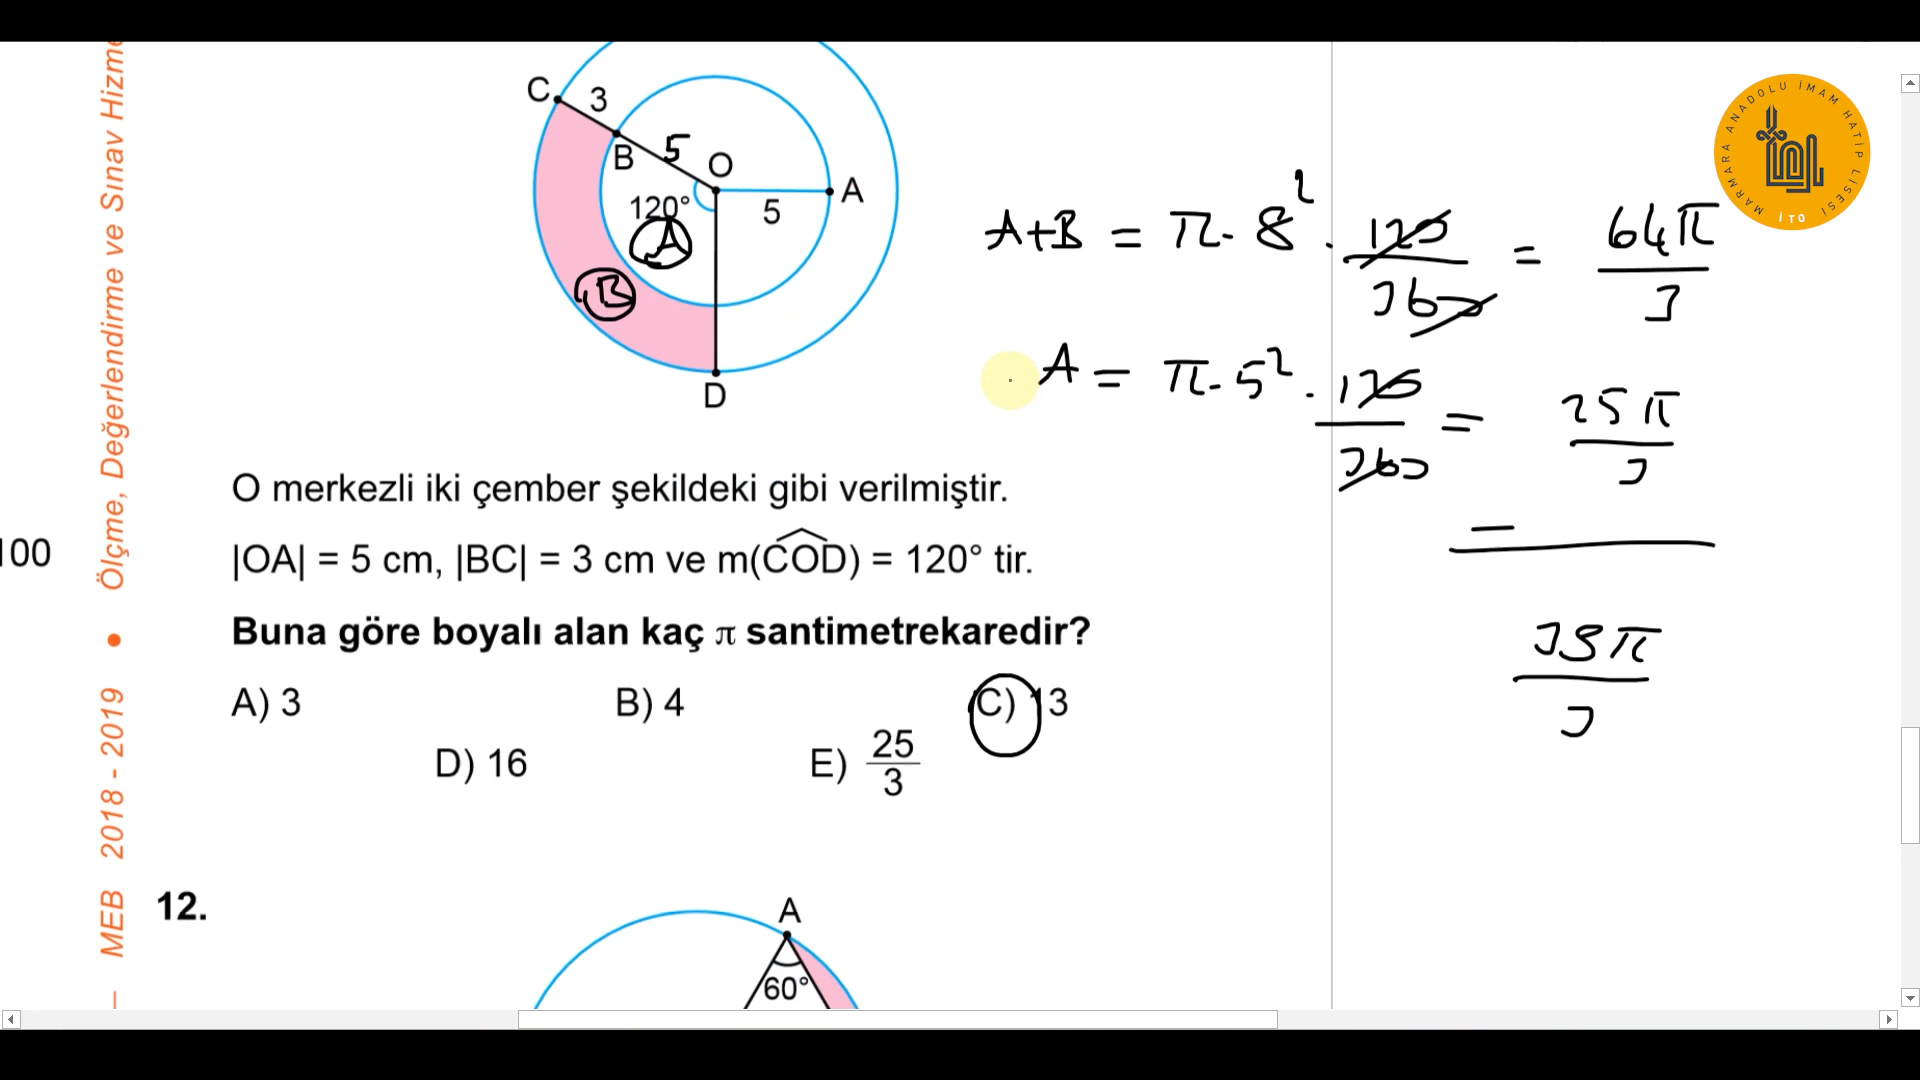 MARMARA ANADOLU İMAM HATİP LİSESİ
İTO
MEB 2018 - 2019 ● Ölçme, Değerlendirme ve Sınav Hizme
100
C
3
B
5
O
A
120°
5
A
B
D
A+B = π. 8² . 120/360 = 64π/3
A = π. 5² . 120/360 = 25π/3
39π/3
O merkezli iki çember şekildeki gibi verilmiştir.
|OA| = 5 cm, |BC| = 3 cm ve m(COD) = 120° tir.
Buna göre boyalı alan kaç π santimetrekaredir?
A) 3 B) 4 C) 13
D) 16 E) 25/3
12.
A
60°